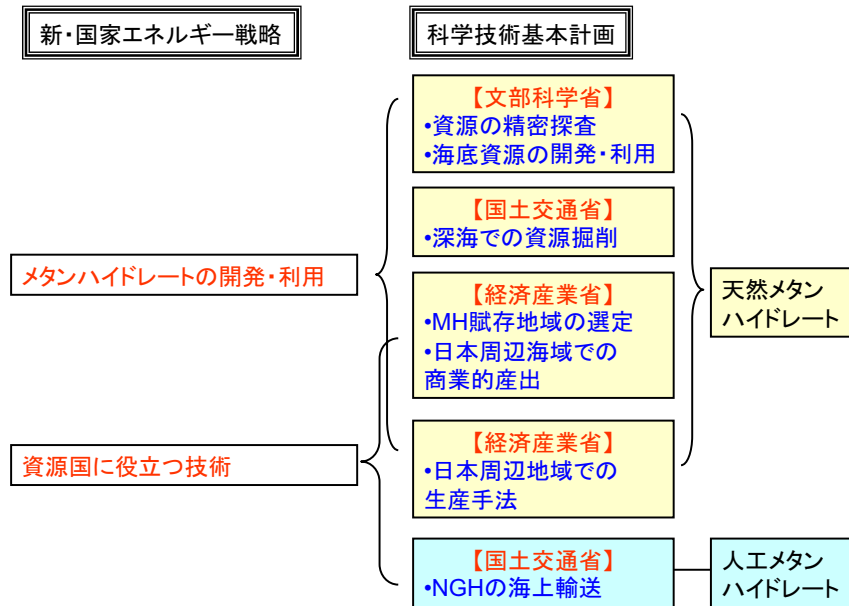 新・国家エネルギー戦略
科学技術基本計画
【文部科学省】
•資源の精密探査
•海底資源の開発・利用
【国土交通省】
•深海での資源掘削
メタンハイドレートの開発・利用
【経済産業省】
•MH賦存地域の選定
•日本周辺海域での
商業的産出
天然メタン
ハイドレート
資源国に役立つ技術
【経済産業省】
•日本周辺地域での
生産手法
【国土交通省】
•NGHの海上輸送
人工メタン
ハイドレート